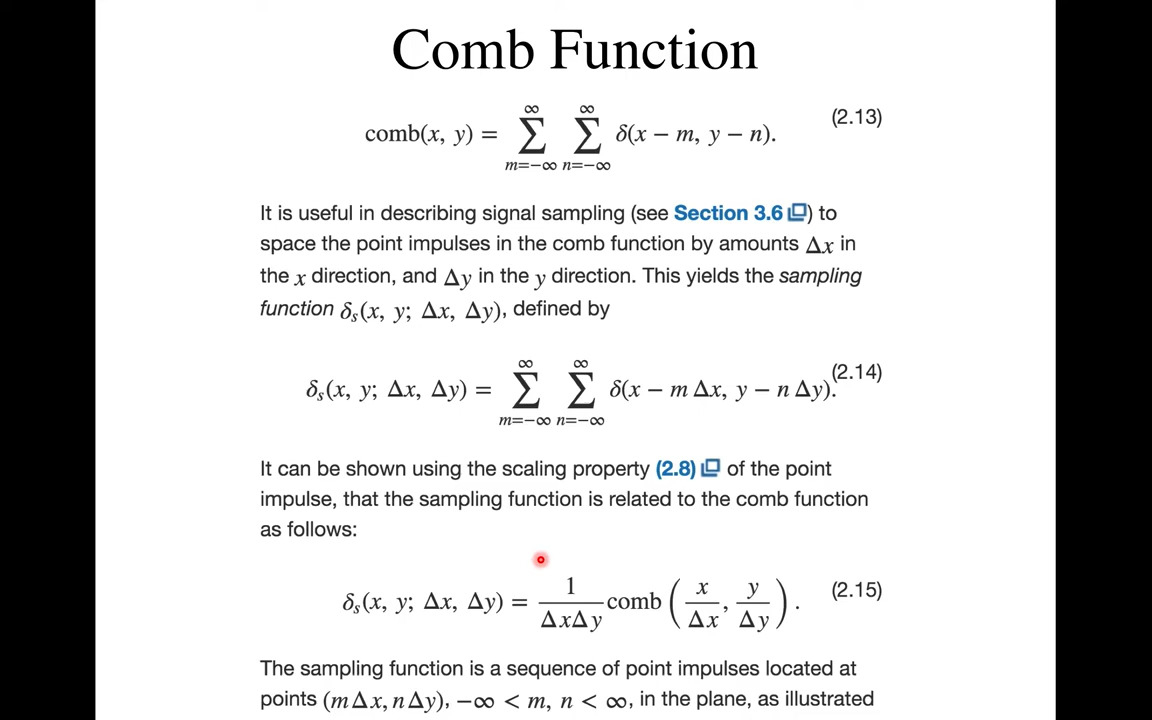 Comb Function
comb(x, y) = ∞∑m=−∞ ∞∑n=−∞ δ(x − m, y − n). (2.13)
It is useful in describing signal sampling (see Section 3.6) to
space the point impulses in the comb function by amounts Δx in
the x direction, and Δy in the y direction. This yields the sampling
function δₛ(x, y; Δx, Δy), defined by
δₛ(x, y; Δx, Δy) = ∞∑m=−∞ ∞∑n=−∞ δ(x − m Δx, y − n Δy). (2.14)
It can be shown using the scaling property (2.8) of the point
impulse, that the sampling function is related to the comb function
as follows:
δₛ(x, y; Δx, Δy) = 1/ΔxΔy comb (x/Δx, y/Δy). (2.15)
The sampling function is a sequence of point impulses located at
points (mΔx, nΔy), −∞ < m, n < ∞, in the plane, as illustrated